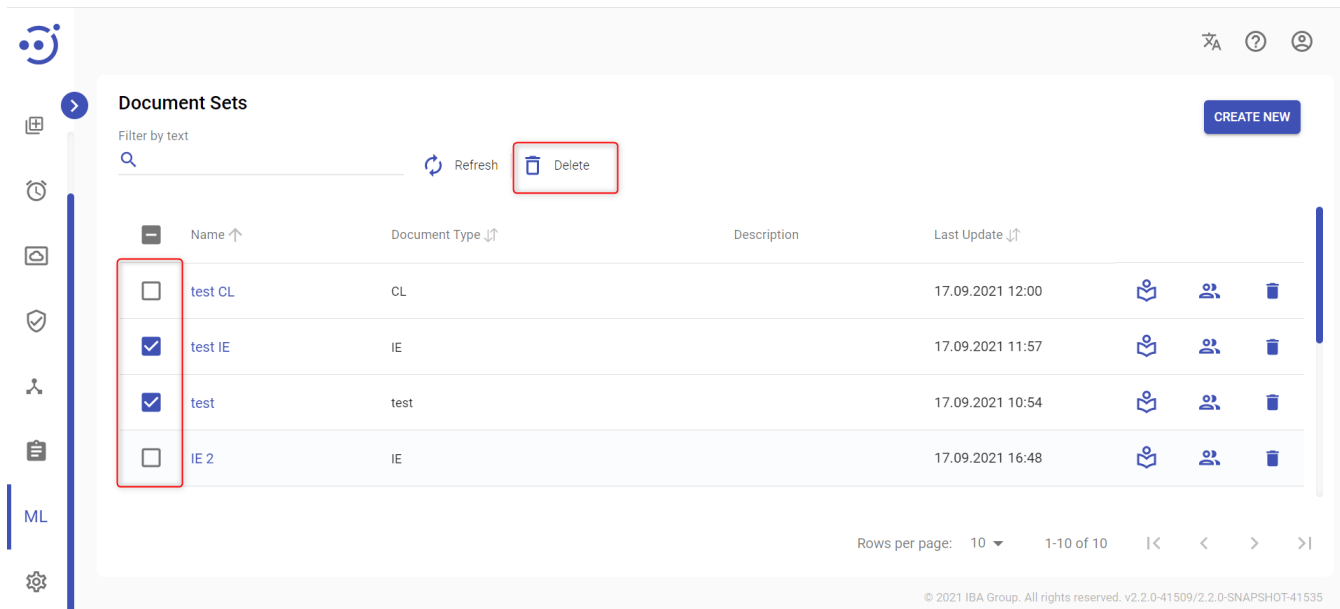 Document Sets
CREATE NEW
Filter by text
Refresh
Delete
Name Document Type Description Last Update
test CL CL 17.09.2021 12:00
test IE IE 17.09.2021 11:57
test test 17.09.2021 10:54
IE 2 IE 17.09.2021 16:48
ML
Rows per page: 10 1-10 of 10
© 2021 IBA Group. All rights reserved. v2.2.0-41509/2.2.0-SNAPSHOT-41535